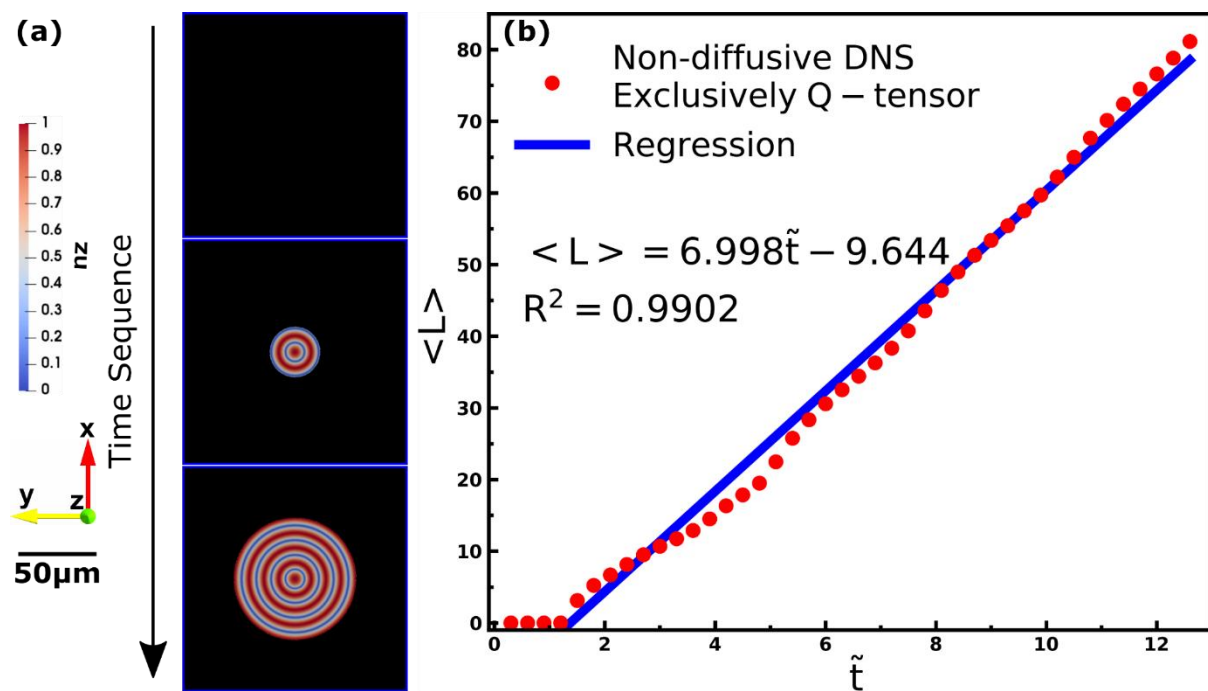 (a)
Time Sequence
nz
1
0.9
0.8
0.7
0.6
0.5
0.4
0.3
0.2
0.1
0
x
y
z
50μm
(b)
Non-diffusive DNS
Exclusively Q − tensor
Regression
< L > = 6.998t̃ − 9.644
R² = 0.9902
<L>
80
70
60
50
40
30
20
10
0
0 2 4 6 8 10 12
t̃